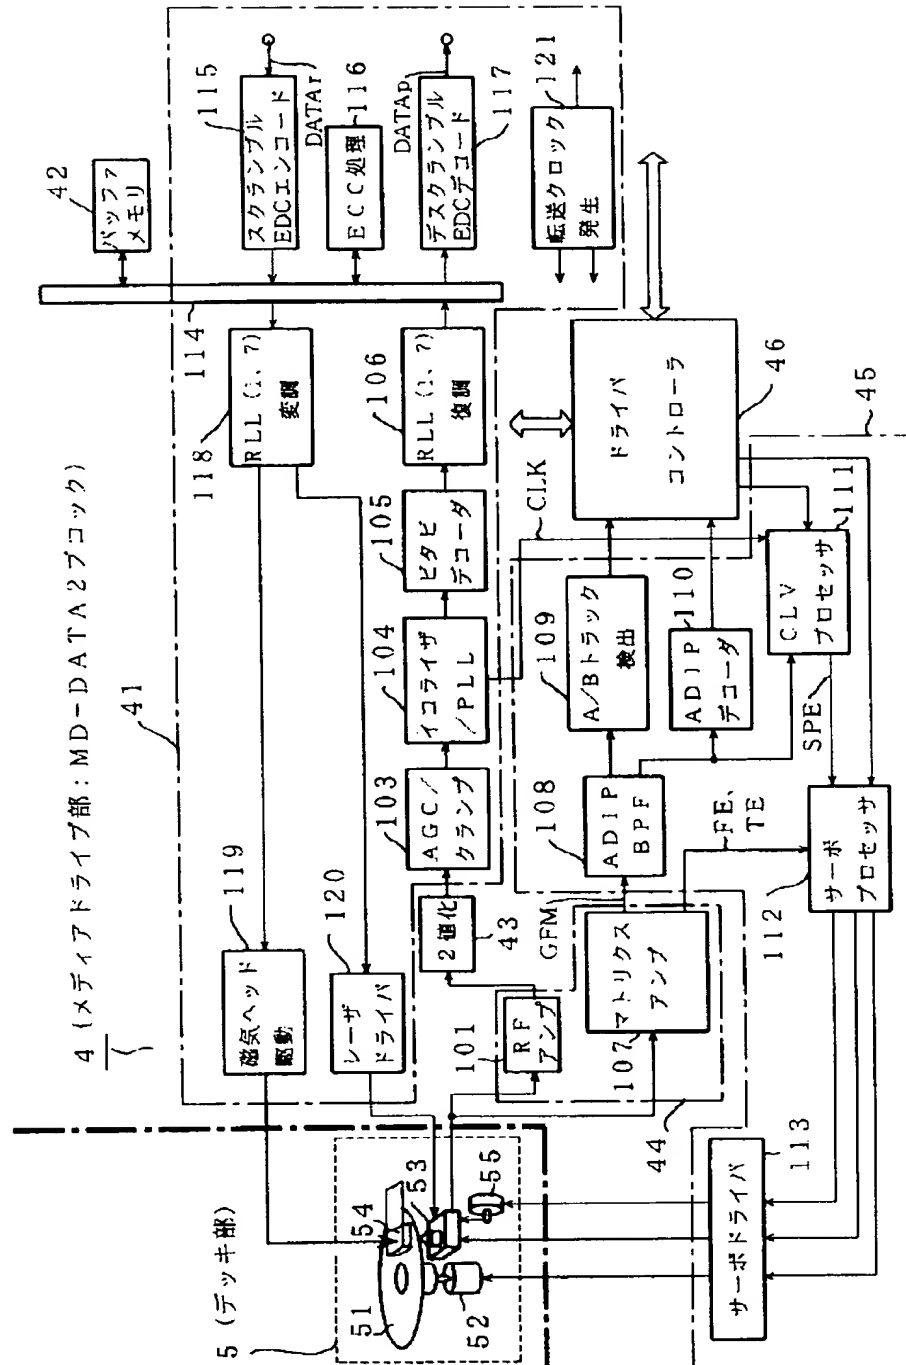 4 (メディアドライブ部：MD-DATA2ブロック)
5 (デッキ部)
41
42
バッファ
メモリ
114
115
スクランブル
EDCエンコード
DATAr
116
ECC処理
DATAp
デスクランブル
EDCデコード
117
転送クロック
発生
121
118
RLL (1、7)
変調
106
RLL (1、7)
復調
105
ビタビ
デコーダ
104
イコライザ
/PLL
103
AGC/
クランプ
2値化
43
119
磁気ヘッド
駆動
120
レーザ
ドライバ
101
RF
アンプ
107
マトリクス
アンプ
44
GFM
108
ADIP
BPF
109
A/Bトラック
検出
110
ADIP
デコーダ
CLK
ドライバ
コントローラ
46
45
CLV
プロセッサ
111
SPE
FE、
TE
サーボ
プロセッサ
112
サーボドライバ
113
51
52
53
54
55